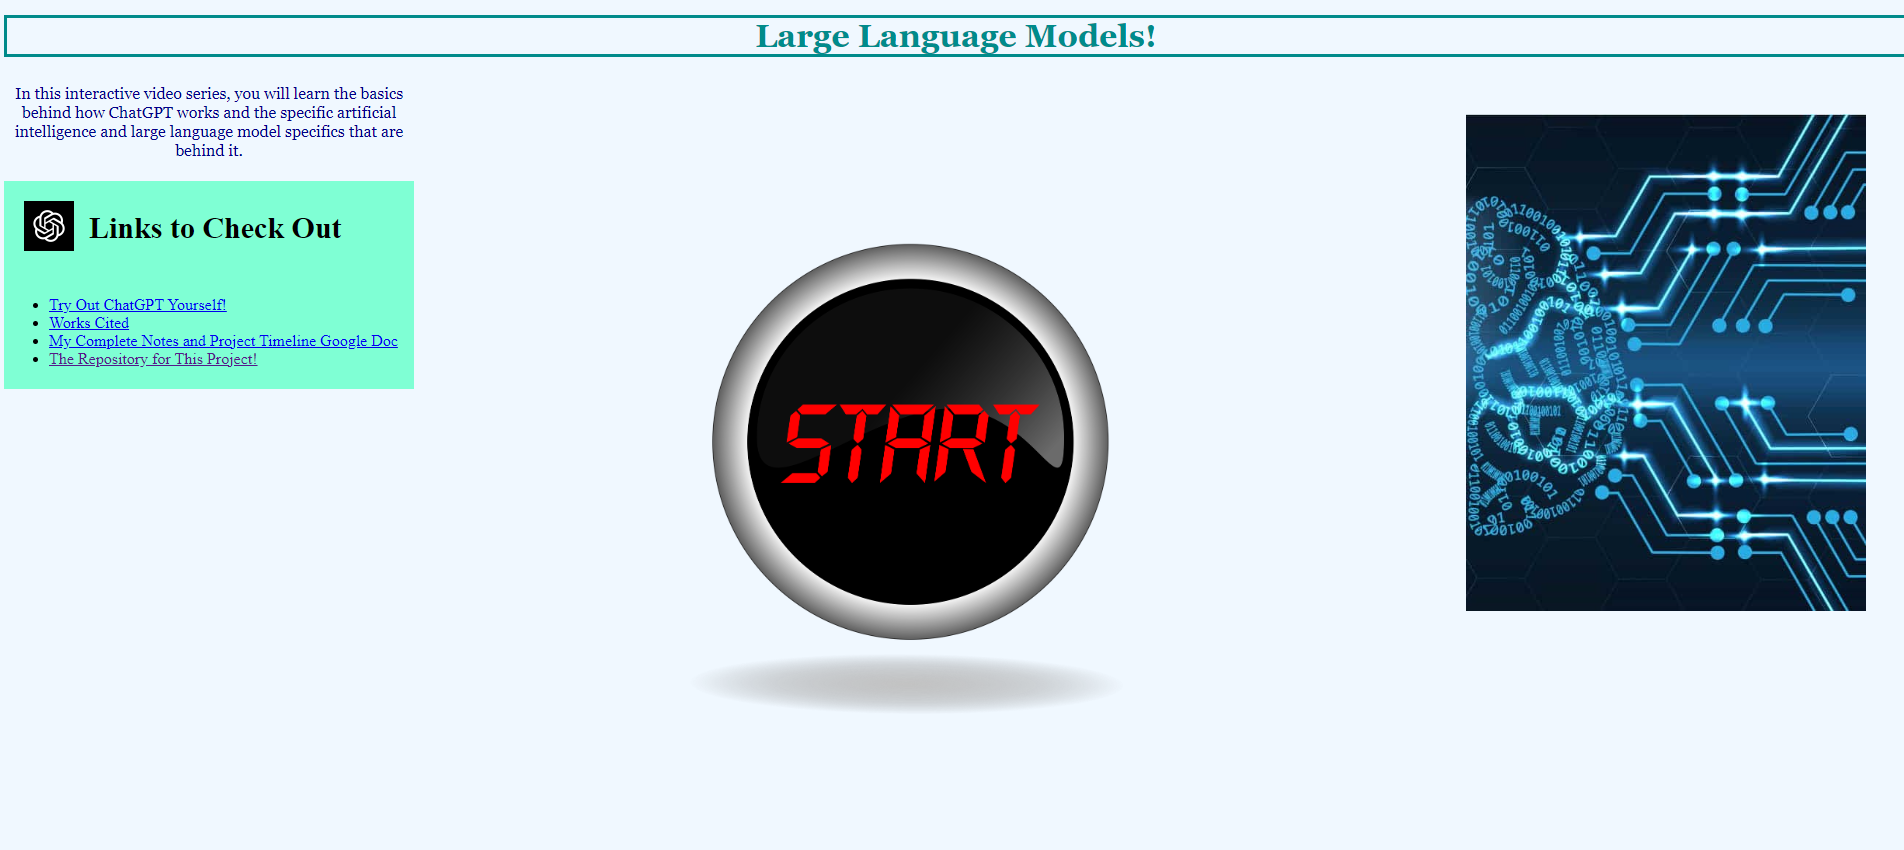 Large Language Models!
In this interactive video series, you will learn the basics
behind how ChatGPT works and the specific artificial
intelligence and large language model specifics that are
behind it.
Links to Check Out
Try Out ChatGPT Yourself!
Works Cited
My Complete Notes and Project Timeline Google Doc
The Repository for This Project!
START